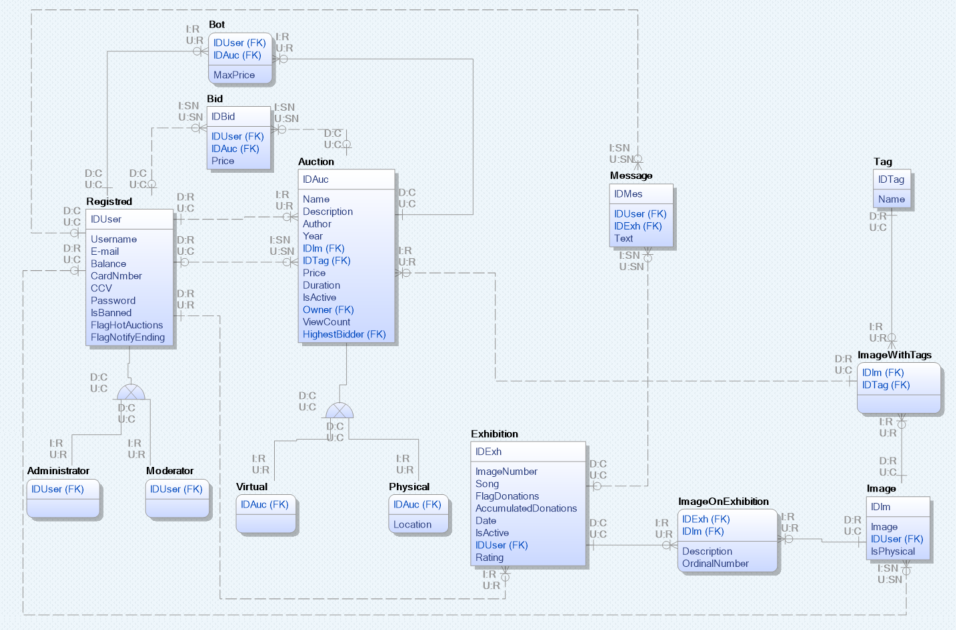 Bot
I:R
U:R
IDUser (FK)
IDAuc (FK)
MaxPrice
I:R
U:R
Bid
I:SN
U:SN
IDBid
IDUser (FK)
IDAuc (FK)
Price
I:SN
U:SN
D:C
U:C
Auction
IDAuc
Name
Description
Author
Year
IDIm (FK)
IDTag (FK)
Price
Duration
IsActive
Owner (FK)
ViewCount
HighestBidder (FK)
D:C
U:C
I:R
U:R
I:R
U:R
I:SN
U:SN
D:C
U:C
D:C
U:C
Registred
IDUser
Username
E-mail
Balance
CardNmber
CCV
Password
IsBanned
FlagHotAuctions
FlagNotifyEnding
D:C
U:C
D:R
U:C
D:R
U:C
D:R
U:C
D:R
U:R
D:C
U:C
D:C
U:C
I:R
U:R
I:R
U:R
Administrator
IDUser (FK)
Moderator
IDUser (FK)
D:C
U:C
D:C
U:C
I:R
U:R
I:R
U:R
Virtual
IDAuc (FK)
Physical
IDAuc (FK)
Location
I:SN
U:SN
Message
IDMes
IDUser (FK)
IDExh (FK)
Text
I:SN
U:SN
Tag
IDTag
Name
D:R
U:C
I:R
U:R
ImageWithTags
D:R
U:C
IDIm (FK)
IDTag (FK)
I:R
U:R
D:R
U:C
Exhibition
IDExh
ImageNumber
Song
FlagDonations
AccumulatedDonations
Date
IsActive
IDUser (FK)
Rating
D:C
U:C
D:C
U:C
I:R
U:R
I:R
U:R
ImageOnExhibition
IDExh (FK)
IDIm (FK)
Description
OrdinalNumber
I:R
U:R
D:R
U:C
Image
IDIm
Image
IDUser (FK)
IsPhysical
I:SN
U:SN